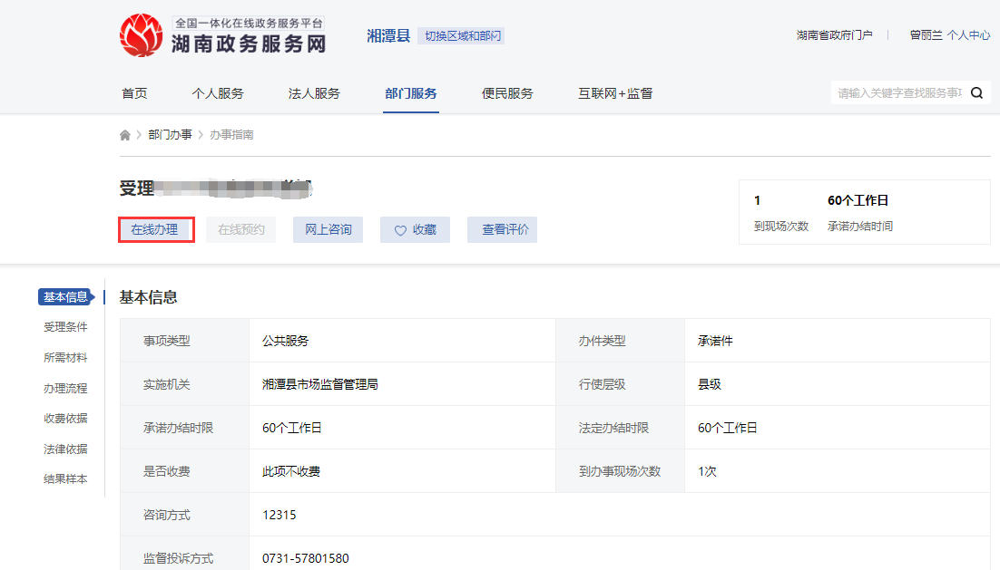 全国一体化在线政务服务平台
湖南政务服务网
湘潭县 切换区域和部门
湖南省政府门户 曾丽兰 个人中心
首页 个人服务 法人服务 部门服务 便民服务 互联网+监督
请输入关键字查找服务事项
部门办事 办事指南
受理
在线办理 在线预约 网上咨询 收藏 查看评价
1 60个工作日
到现场次数 承诺办结时间
基本信息
受理条件
所需材料
办理流程
收费依据
法律依据
结果样本
基本信息
事项类型 公共服务 办件类型 承诺件
实施机关 湘潭县市场监督管理局 行使层级 县级
承诺办结时限 60个工作日 法定办结时限 60个工作日
是否收费 此项不收费 到办事现场次数 1次
咨询方式 12315
监督投诉方式 0731-57801580